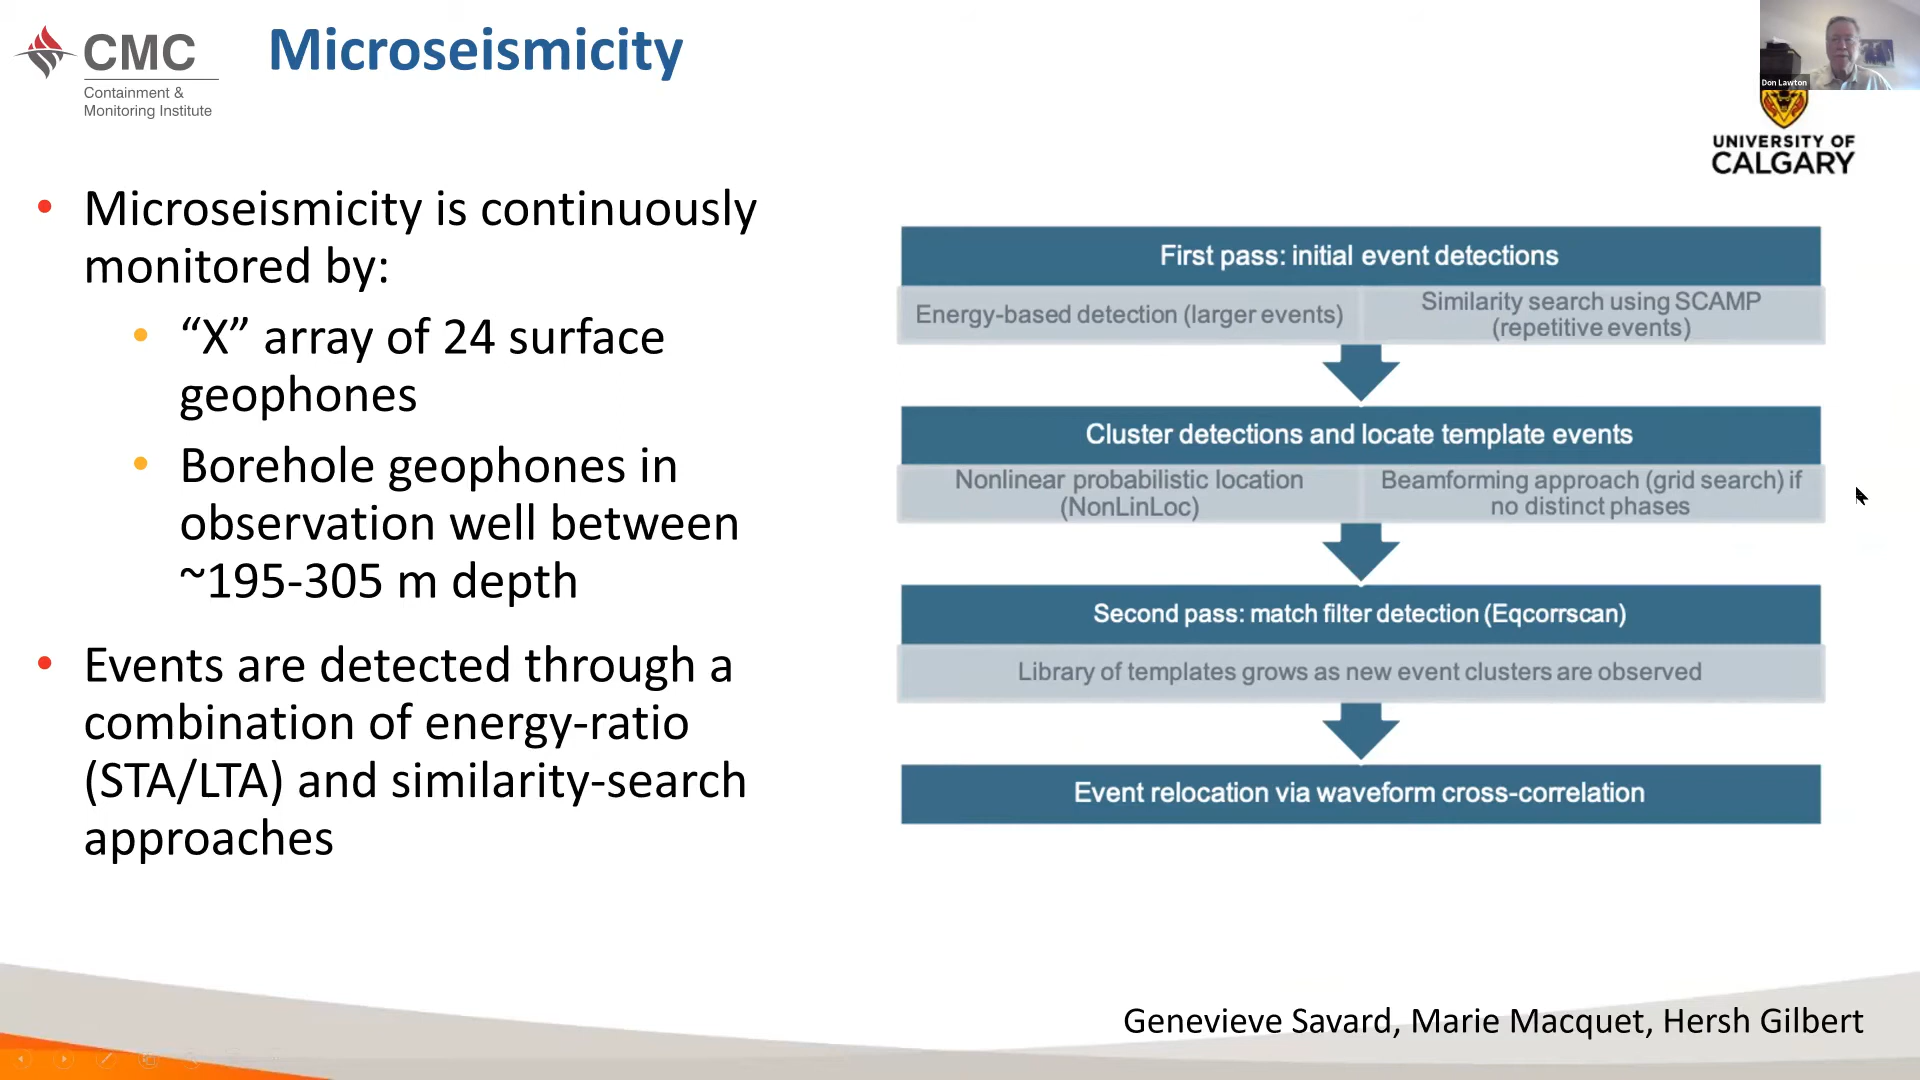 CMC
Containment &
Monitoring Institute
Microseismicity
Don Lawton
UNIVERSITY OF
CALGARY
• Microseismicity is continuously
monitored by:
• “X” array of 24 surface
geophones
• Borehole geophones in
observation well between
~195-305 m depth
• Events are detected through a
combination of energy-ratio
(STA/LTA) and similarity-search
approaches
First pass: initial event detections
Energy-based detection (larger events)
Similarity search using SCAMP
(repetitive events)
Cluster detections and locate template events
Nonlinear probabilistic location
(NonLinLoc)
Beamforming approach (grid search) if
no distinct phases
Second pass: match filter detection (Eqcorrscan)
Library of templates grows as new event clusters are observed
Event relocation via waveform cross-correlation
Genevieve Savard, Marie Macquet, Hersh Gilbert